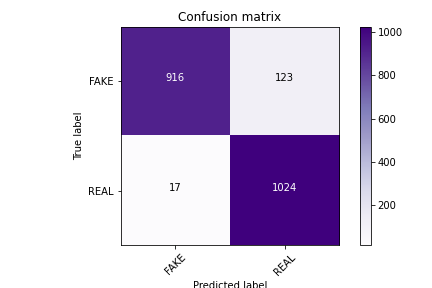 Confusion matrix
1000
FAKE
916
123
800
True label
600
400
REAL
17
1024
200
FAKE
REAL
Predicted label